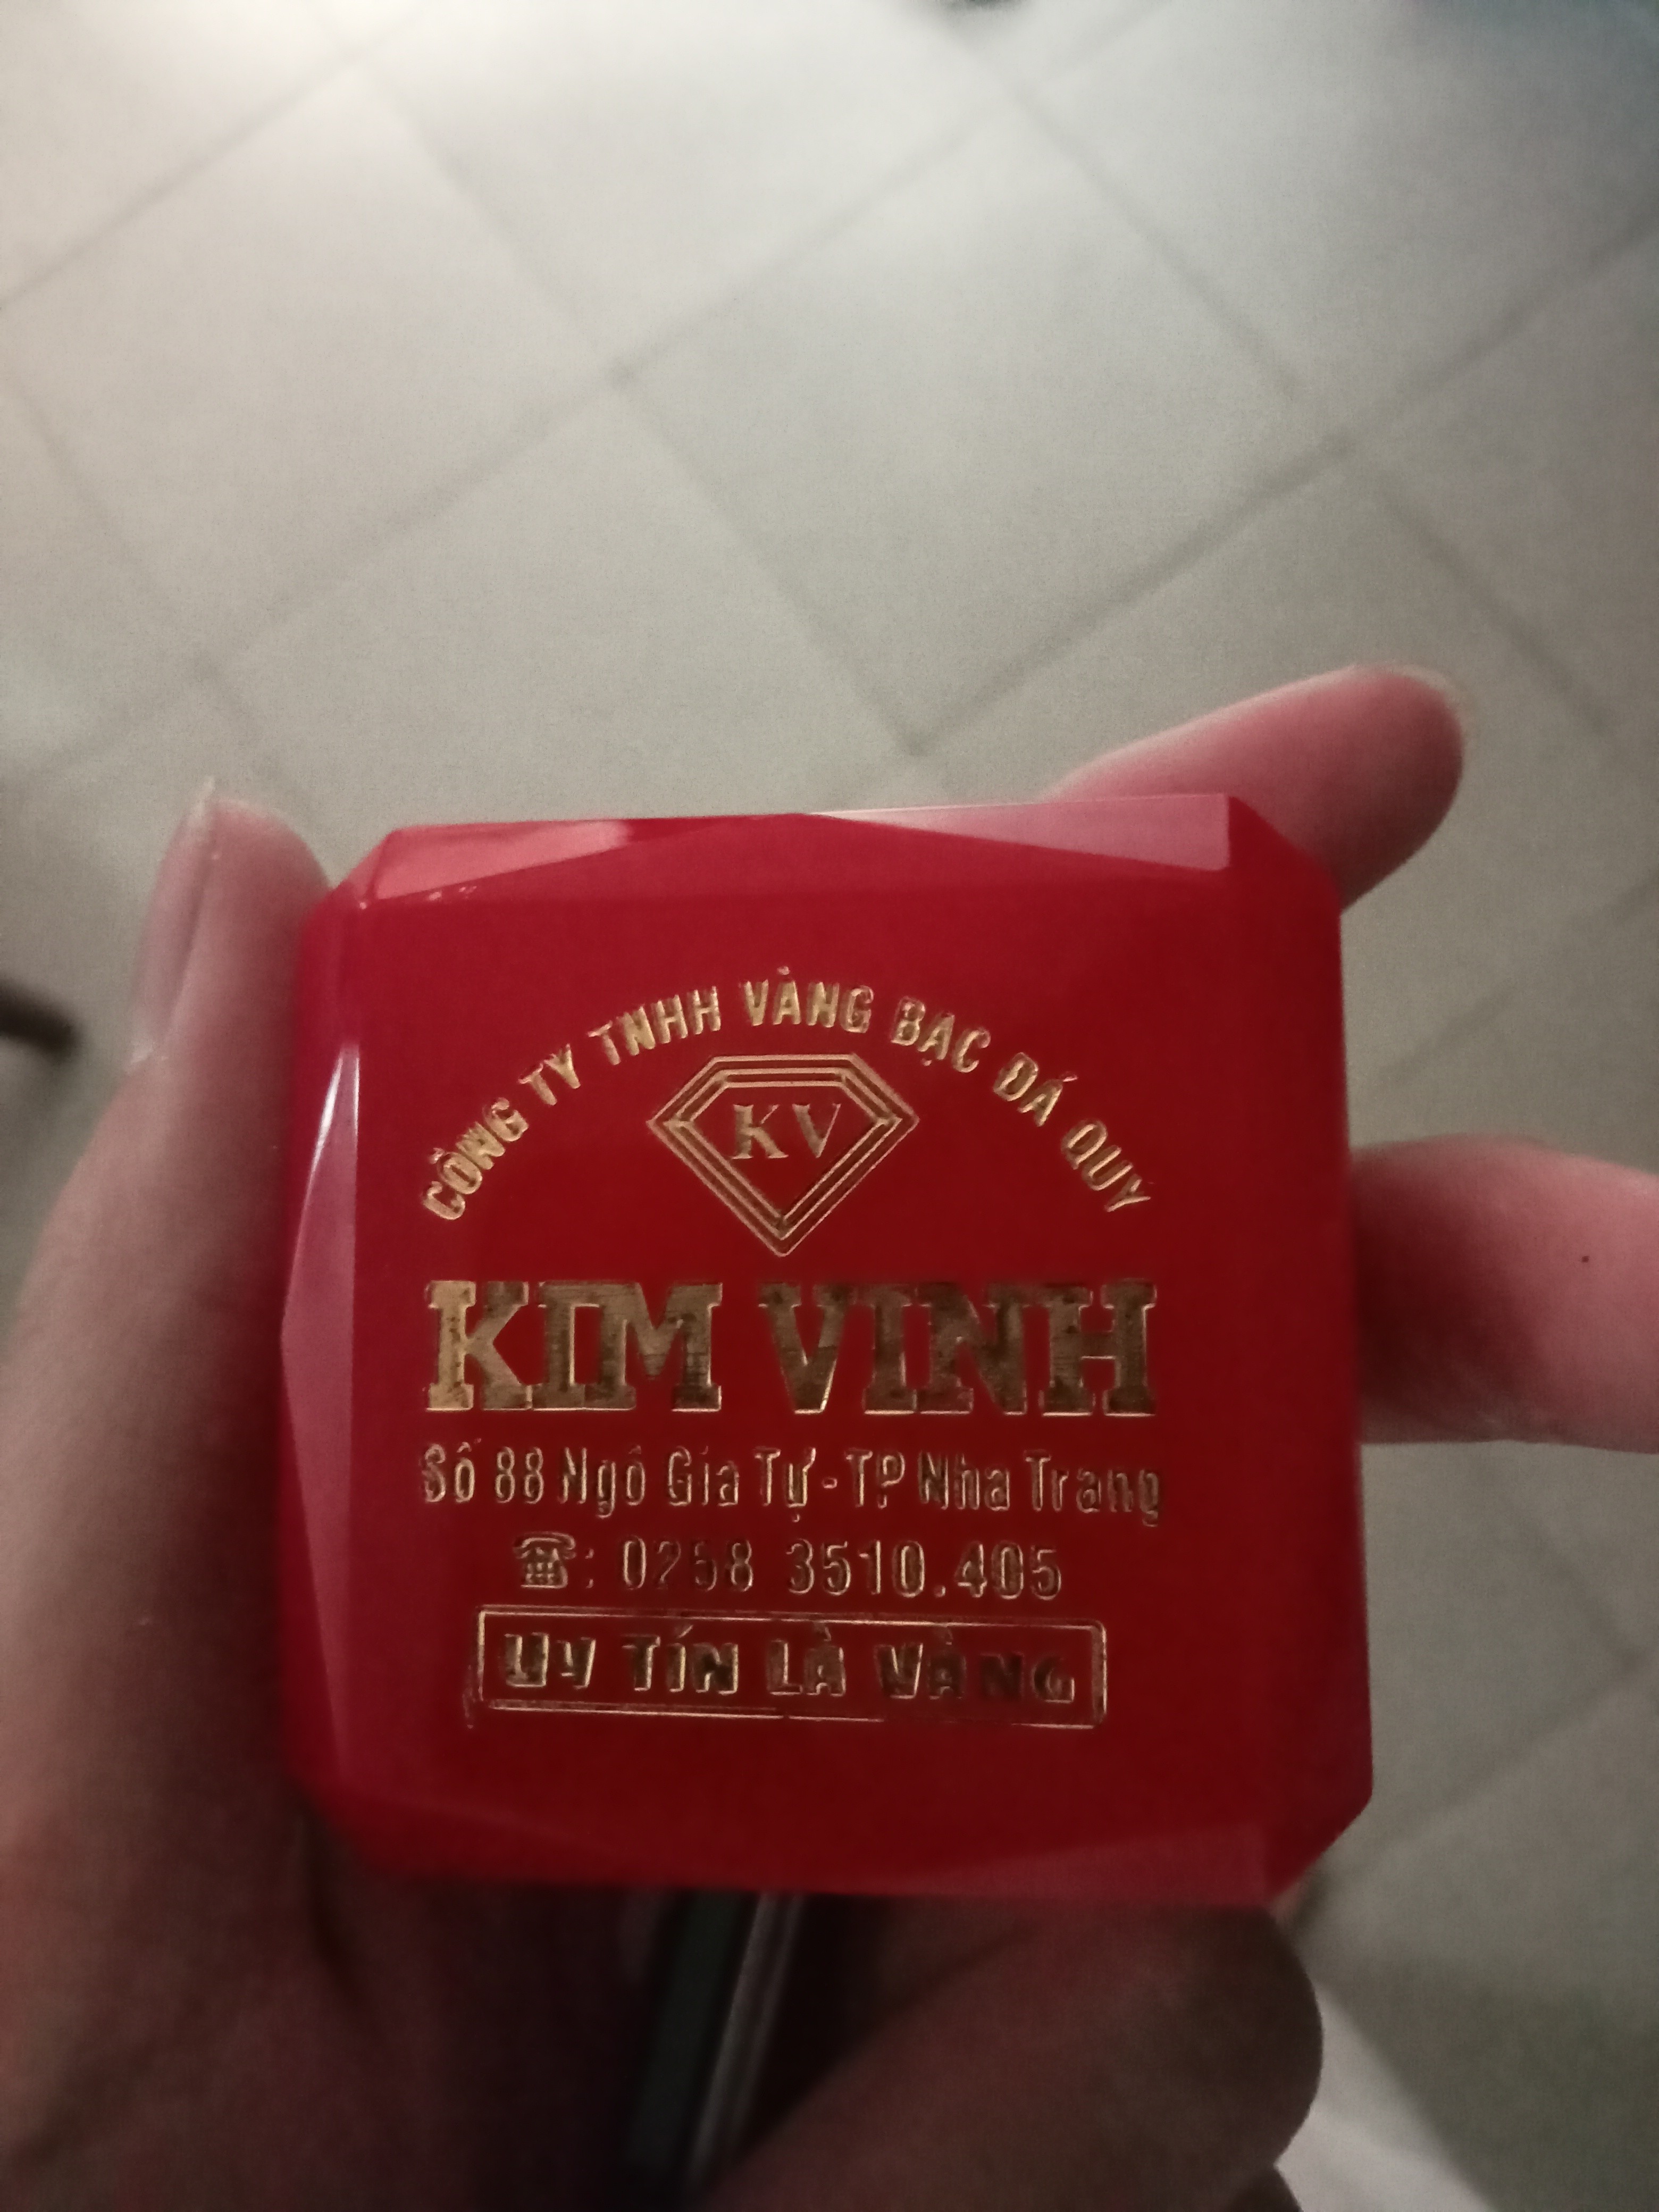 CÔNG TY TNHH VÀNG BẠC ĐÁ QUY
KV
KIM VINH
Số 88 Ngô Gia Tự - TP Nha Trang
☎: 0258 3510.405
UY TÍN LÀ VÀNG